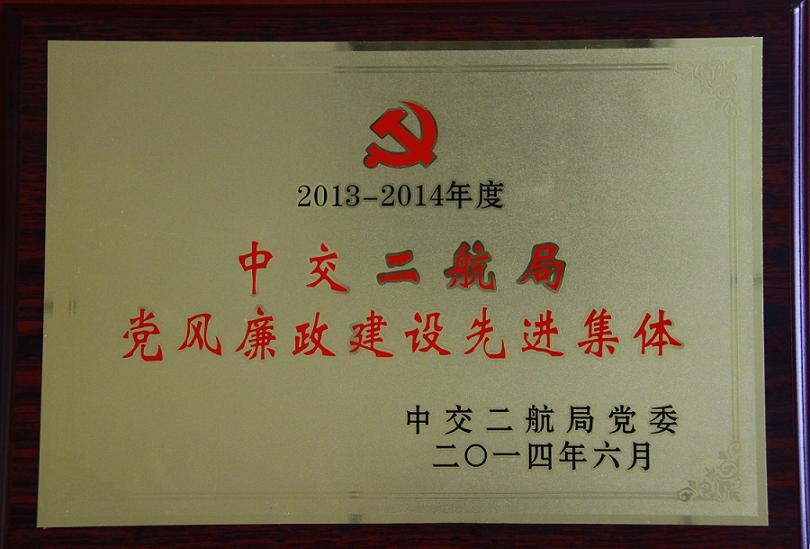 2013-2014年度
中交二航局
党风廉政建设先进集体
中交二航局党委
二〇一四年六月